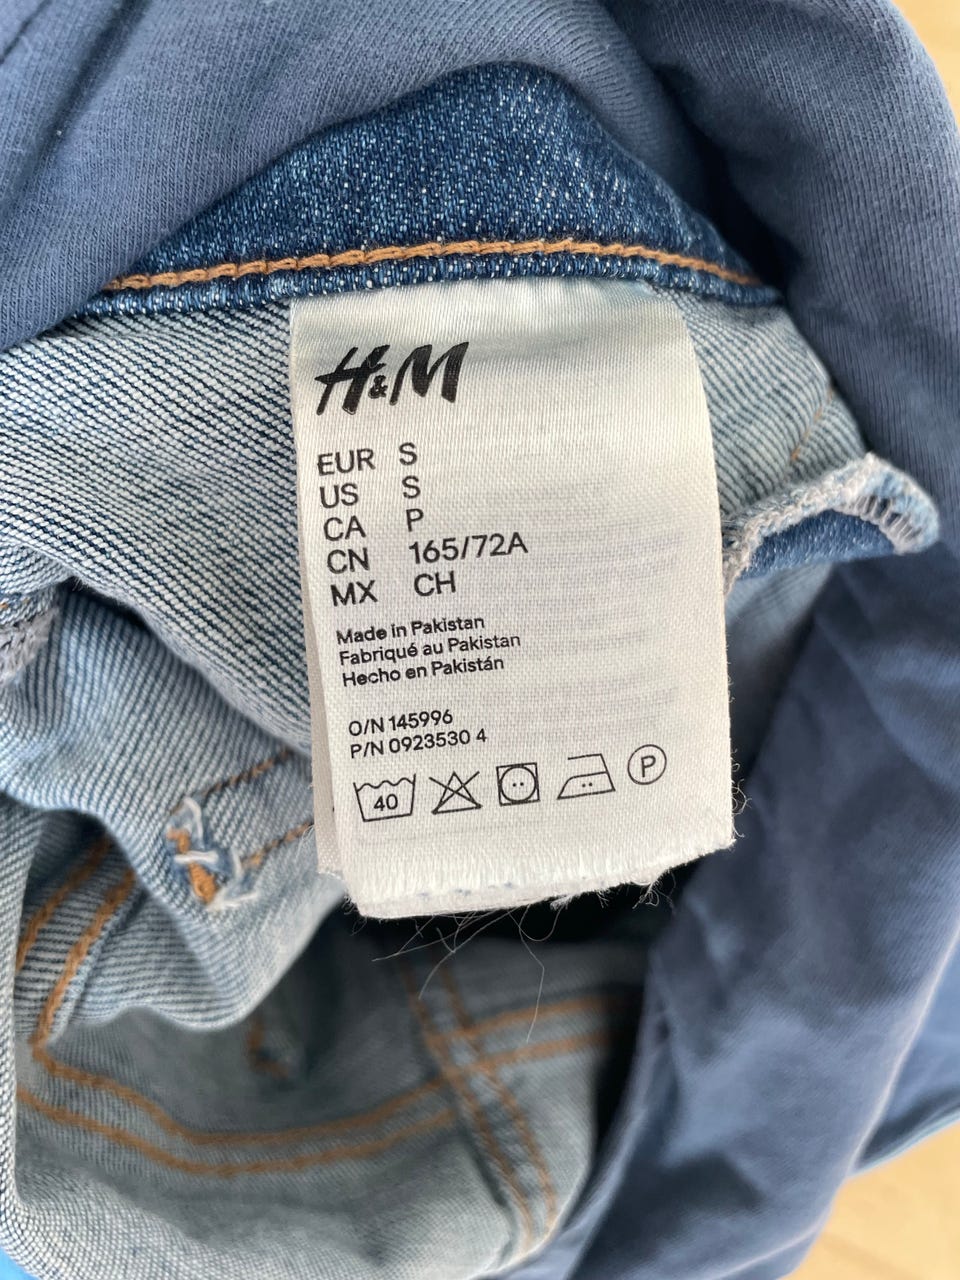 H&M
EUR S
US S
CA P
CN 165/72A
MX CH
Made in Pakistan
Fabriqué au Pakistan
Hecho en Pakistán
O/N 145996
P/N 0923530 4
40 P